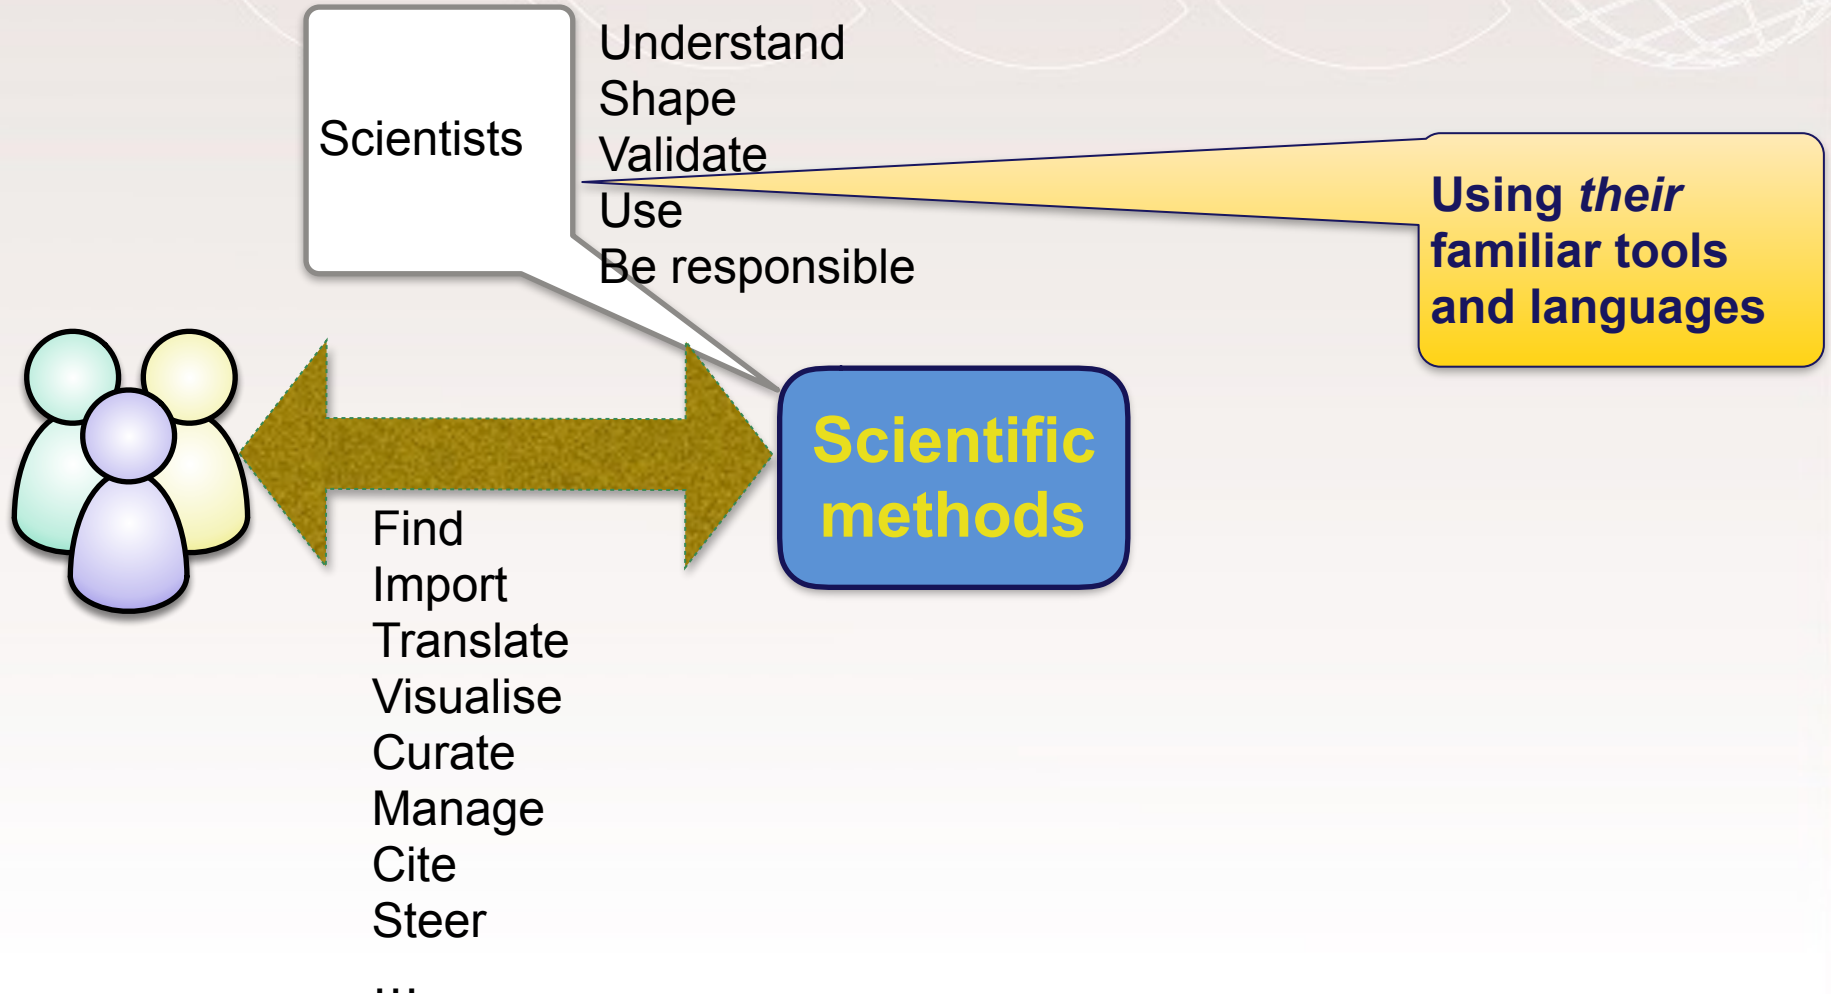 Scientists
Understand
Shape
Validate
Use
Be responsible
Using their
familiar tools
and languages
Scientific
methods
Find
Import
Translate
Visualise
Curate
Manage
Cite
Steer
…